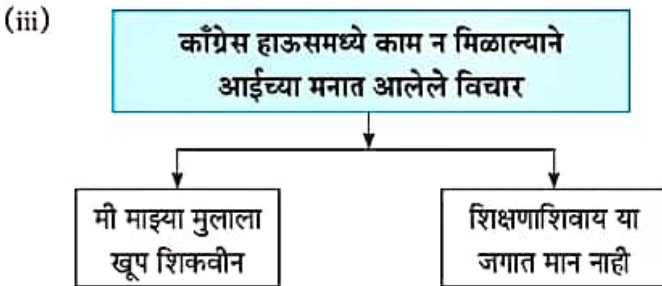 (iii)
काँग्रेस हाऊसमध्ये काम न मिळाल्याने
आईच्या मनात आलेले विचार
मी माझ्या मुलाला
खूप शिकवीन
शिक्षणाशिवाय या
जगात मान नाही